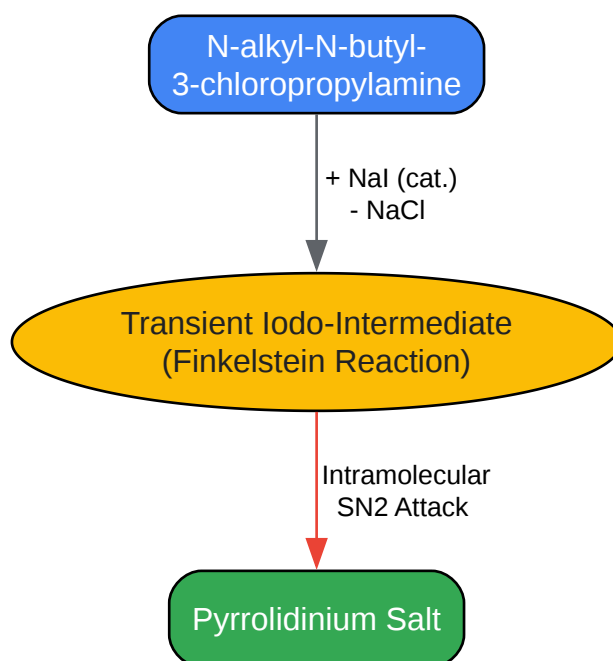 N-alkyl-N-butyl-
3-chloropropylamine
+ NaI (cat.)
- NaCl
Transient Iodo-Intermediate
(Finkelstein Reaction)
Intramolecular
SN2 Attack
Pyrrolidinium Salt